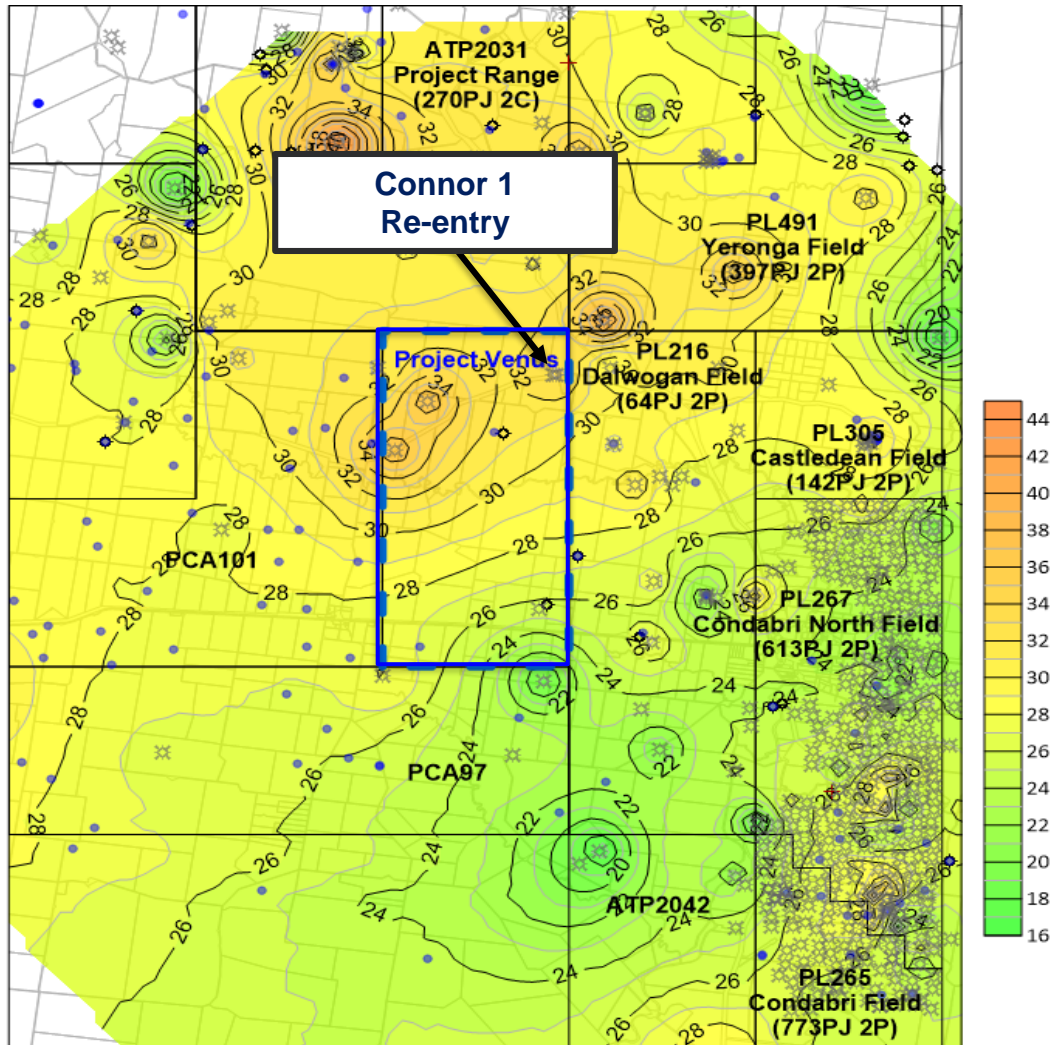 ATP2031
Project Range
(270PJ 2C)
Connor 1
Re-entry
PL491
Yeronga Field
(397PJ 2P)
Project Venus
PL216
Dalwogan Field
(64PJ 2P)
PL305
Castledean Field
(142PJ 2P)
PCA101
PL267
Condabri North Field
(613PJ 2P)
PCA97
ATP2042
PL265
Condabri Field
(773PJ 2P)
44
42
40
38
36
34
32
30
28
26
24
22
20
18
16